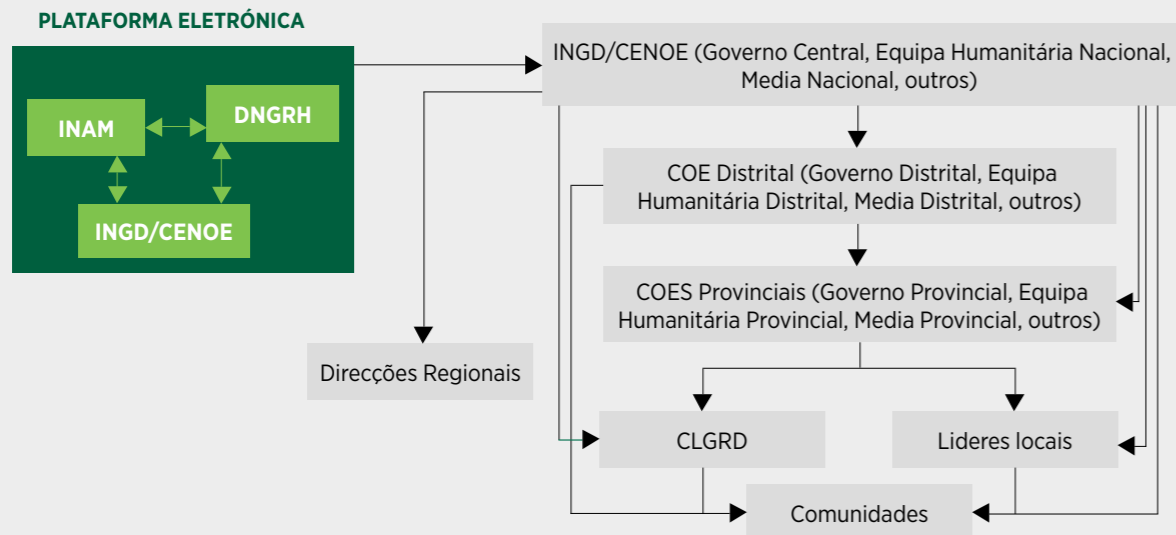 PLATAFORMA ELETRÓNICA
INAM
DNGRH
INGD/CENOE
INGD/CENOE (Governo Central, Equipa Humanitária Nacional,
Media Nacional, outros)
COE Distrital (Governo Distrital, Equipa
Humanitária Distrital, Media Distrital, outros)
COES Provinciais (Governo Provincial, Equipa
Humanitária Provincial, Media Provincial, outros)
Direcções Regionais
CLGRD
Lideres locais
Comunidades